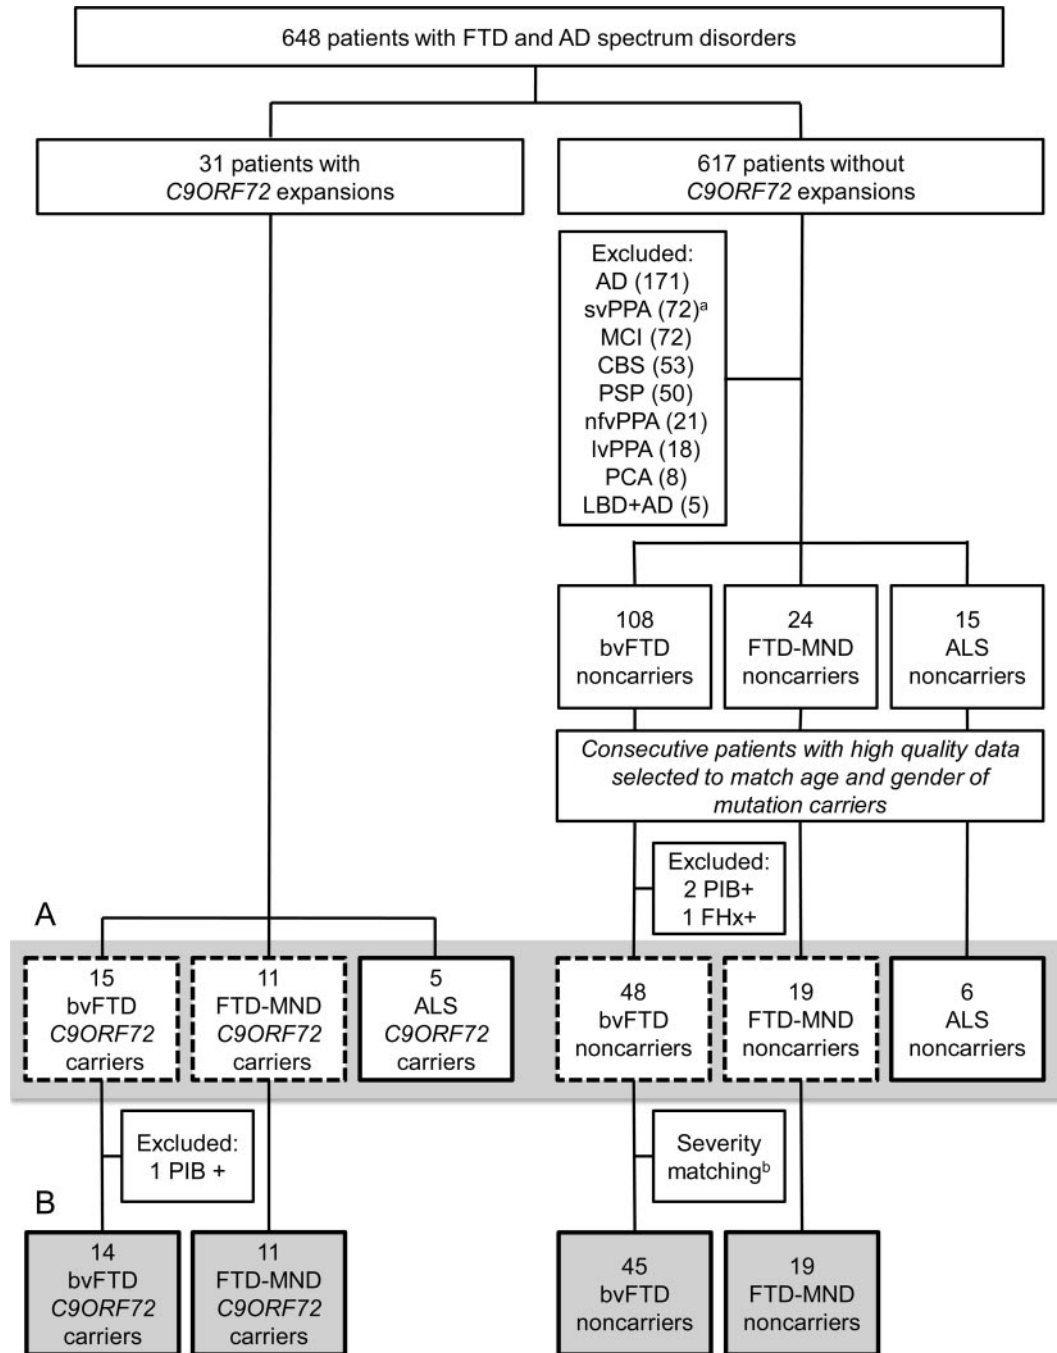 648 patients with FTD and AD spectrum disorders
31 patients with
C9ORF72 expansions
617 patients without
C9ORF72 expansions
Excluded:
AD (171)
svPPA (72)ᵃ
MCI (72)
CBS (53)
PSP (50)
nfvPPA (21)
lvPPA (18)
PCA (8)
LBD+AD (5)
108
bvFTD
noncarriers
24
FTD-MND
noncarriers
15
ALS
noncarriers
Consecutive patients with high quality data
selected to match age and gender of
mutation carriers
Excluded:
2 PIB+
1 FHx+
A
15
bvFTD
C9ORF72
carriers
11
FTD-MND
C9ORF72
carriers
5
ALS
C9ORF72
carriers
48
bvFTD
noncarriers
19
FTD-MND
noncarriers
6
ALS
noncarriers
Excluded:
1 PIB +
Severity
matchingᵇ
B
14
bvFTD
C9ORF72
carriers
11
FTD-MND
C9ORF72
carriers
45
bvFTD
noncarriers
19
FTD-MND
noncarriers